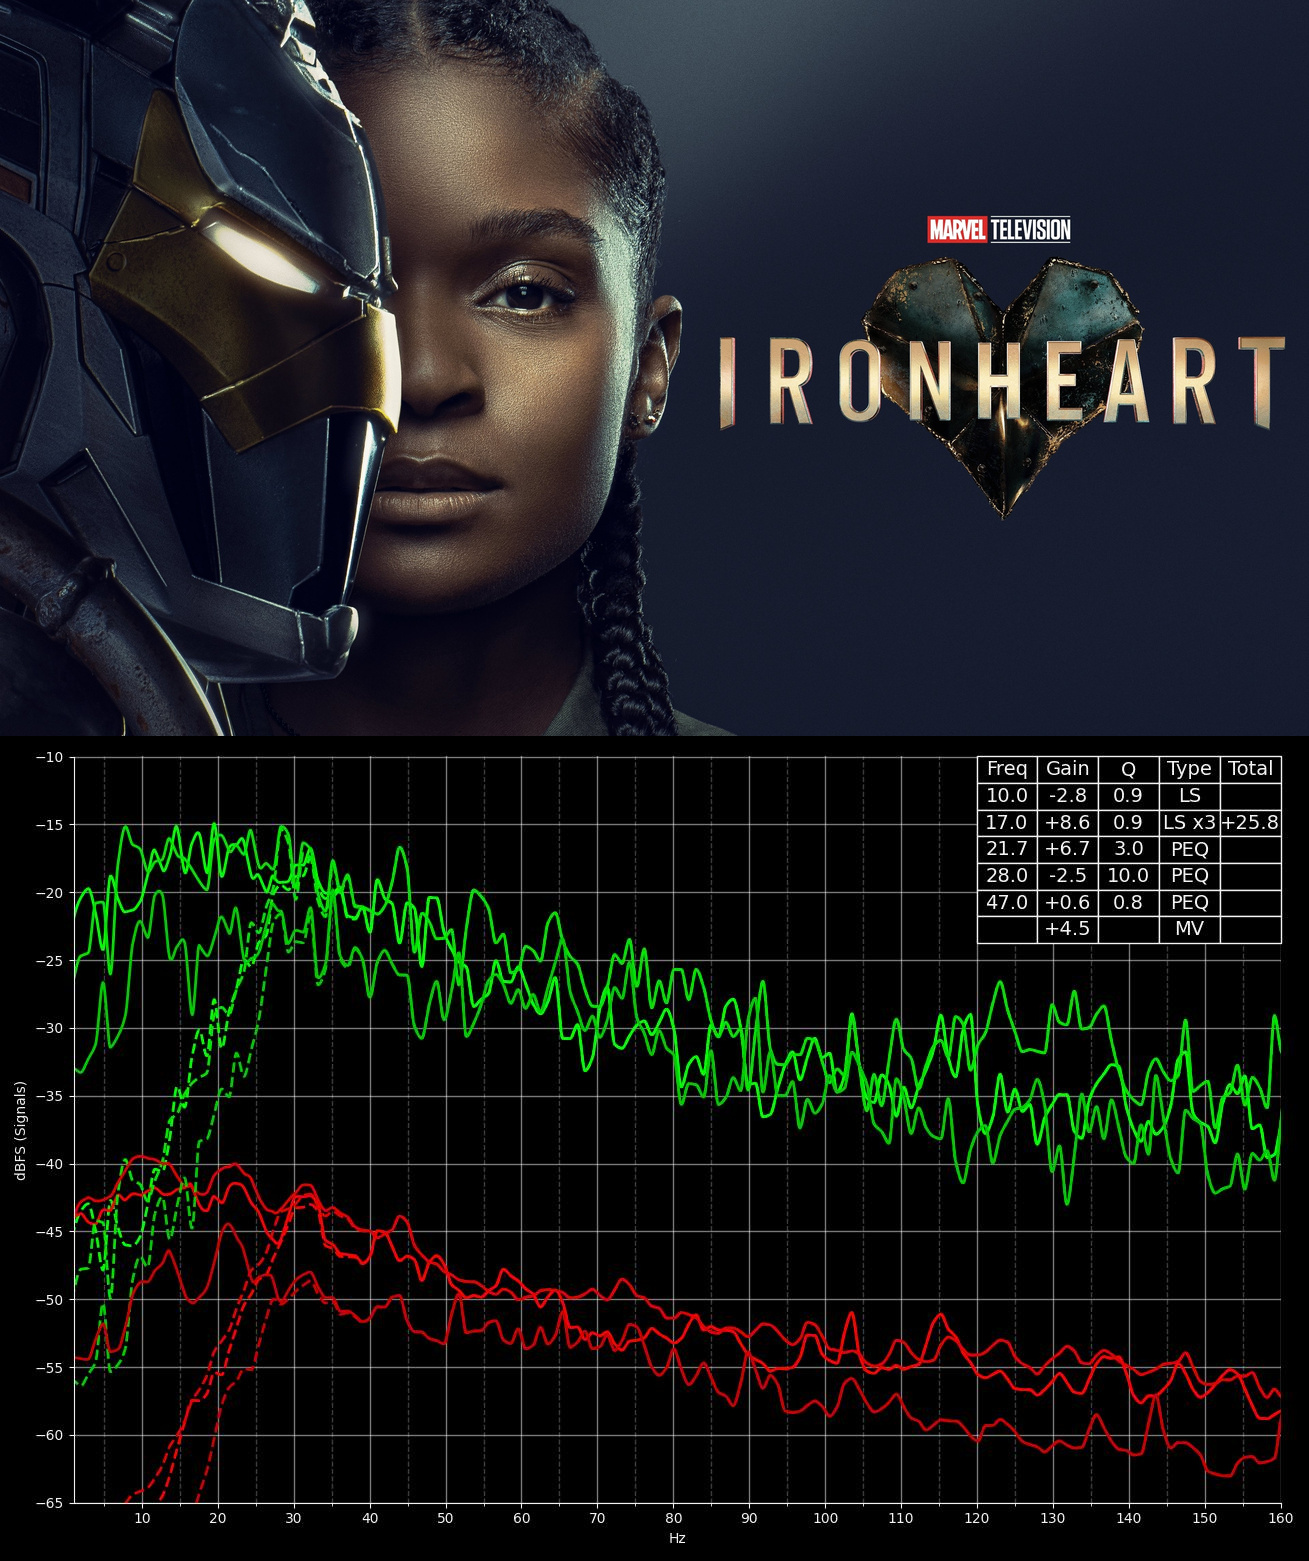 MARVEL TELEVISION
IRONHEART
Freq Gain Q Type Total
10.0 -2.8 0.9 LS
17.0 +8.6 0.9 LS x3 +25.8
21.7 +6.7 3.0 PEQ
28.0 -2.5 10.0 PEQ
47.0 +0.6 0.8 PEQ
+4.5 MV
−10
−15
−20
−25
−30
−35
−40
−45
−50
−55
−60
−65
dBFS (Signals)
10 20 30 40 50 60 70 80 90 100 110 120 130 140 150 160
Hz